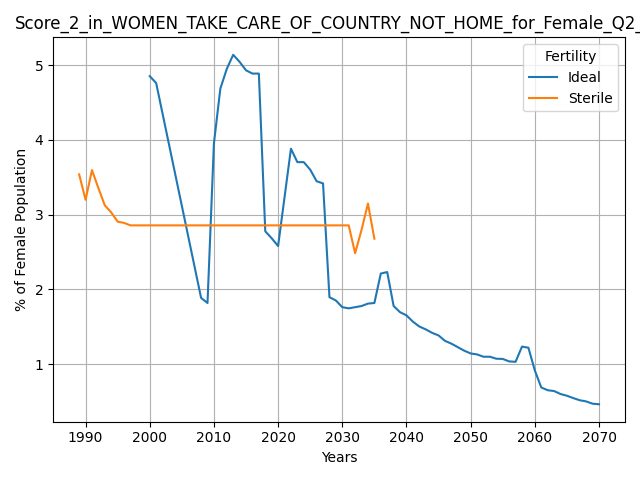 Score_2_in_WOMEN_TAKE_CARE_OF_COUNTRY_NOT_HOME_for_Female_Q2_
Fertility
Ideal
Sterile
% of Female Population
5
4
3
2
1
1990 2000 2010 2020 2030 2040 2050 2060 2070
Years